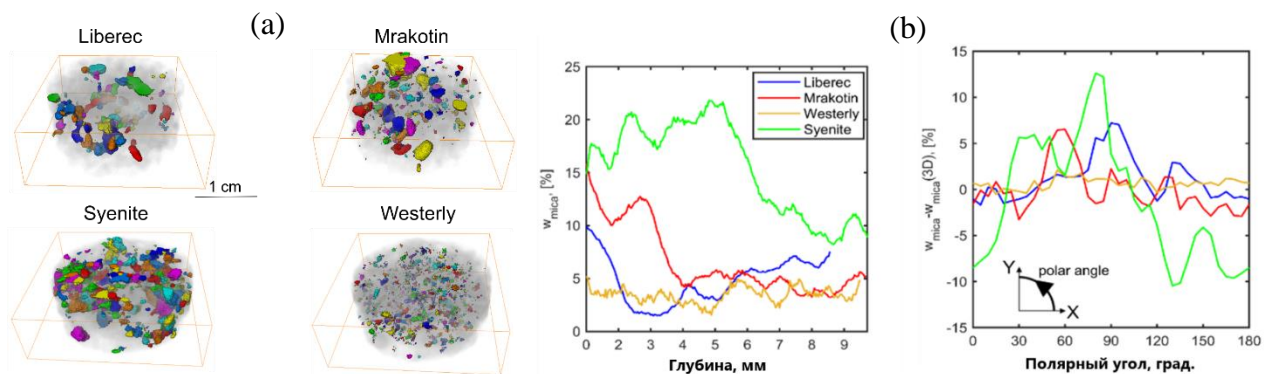 (a)
Liberec
Mrakotin
1 cm
Syenite
Westerly
25
20
15
10
5
0
w_mica, [%]
Liberec
Mrakotin
Westerly
Syenite
0 2 3 4 5 6 7 8 9
Глубина, мм
(b)
15
10
5
0
-5
-10
-15
w_mica-w_mica(3D), [%]
Y
polar angle
X
0 30 60 90 120 150 180
Полярный угол, град.